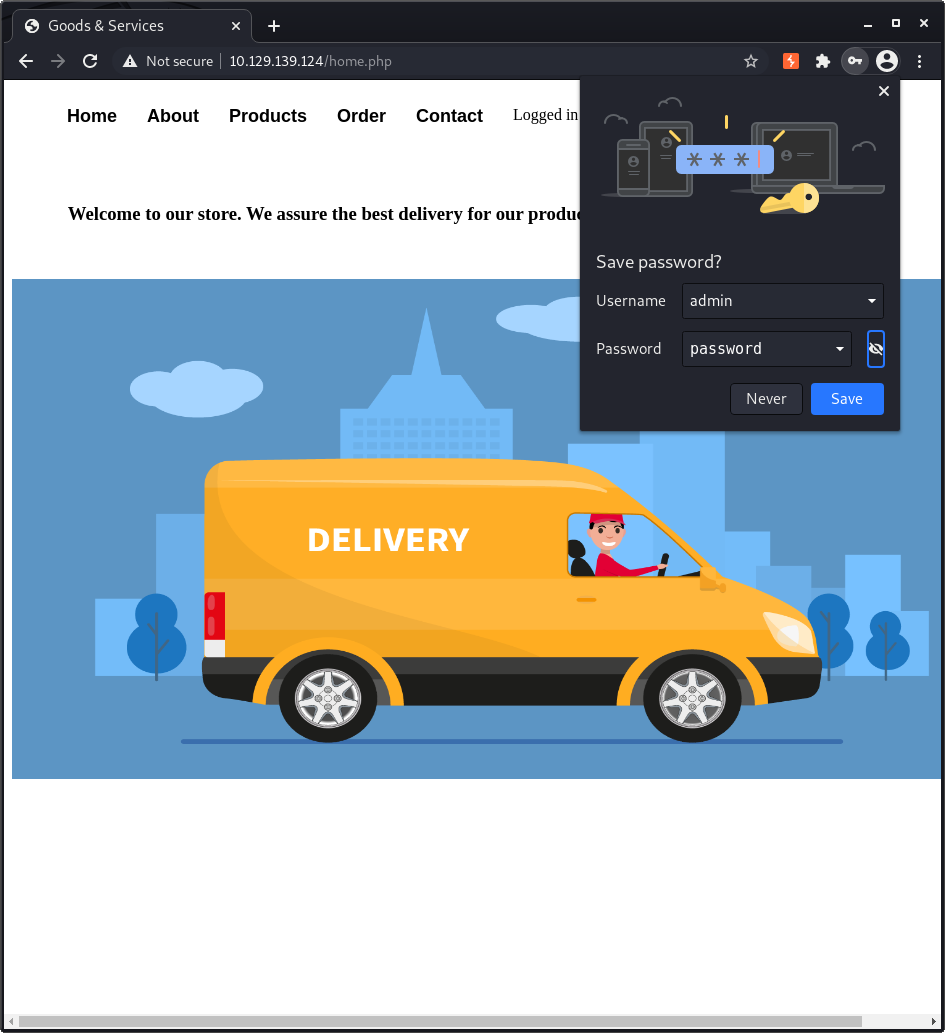 Goods & Services
Not secure 10.129.139.124/home.php
Home About Products Order Contact Logged in
Welcome to our store. We assure the best delivery for our produc
* * *
Save password?
Username admin
Password password
Never Save
DELIVERY